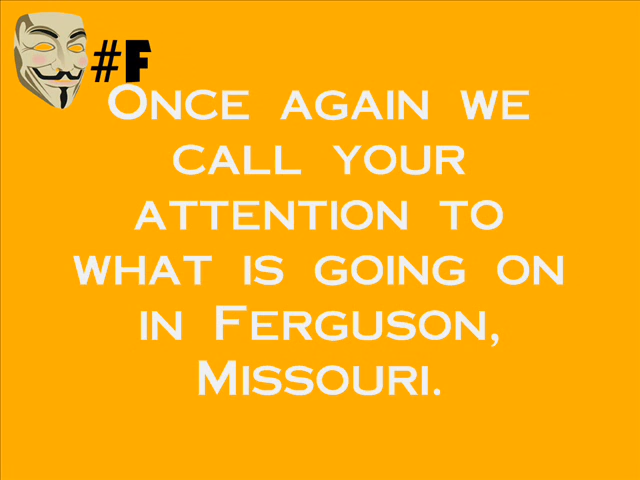 #F
Once again we
call your
attention to
what is going on
in Ferguson,
Missouri.